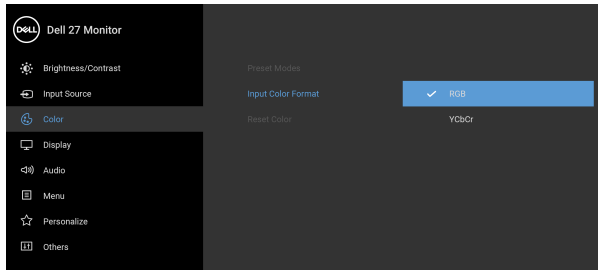 DELL Dell 27 Monitor
Brightness/Contrast
Input Source
Color
Display
Audio
Menu
Personalize
Others
Preset Modes
Input Color Format
Reset Color
RGB
YCbCr